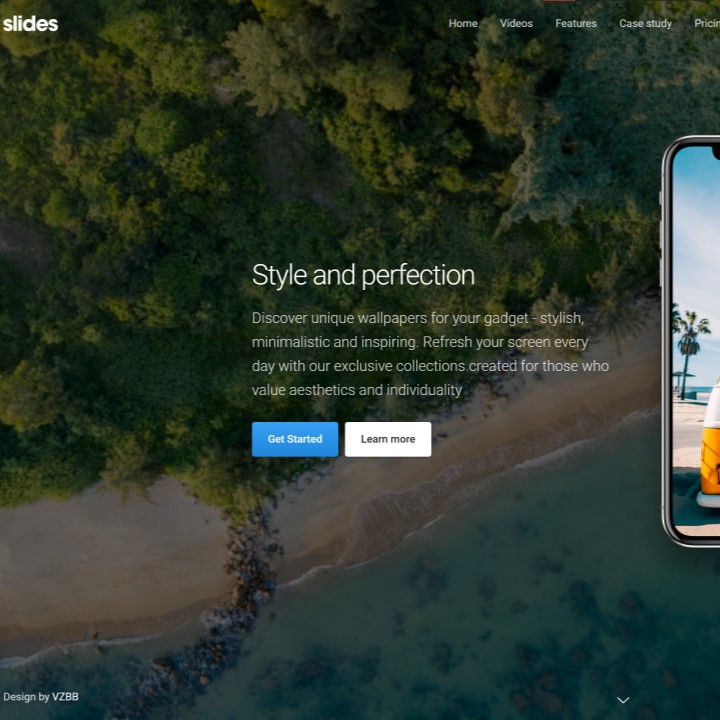 slides
Home Videos Features Case study Pricin
Style and perfection
Discover unique wallpapers for your gadget - stylish,
minimalistic and inspiring. Refresh your screen every
day with our exclusive collections created for those who
value aesthetics and individuality
Get Started Learn more
Design by VZBB